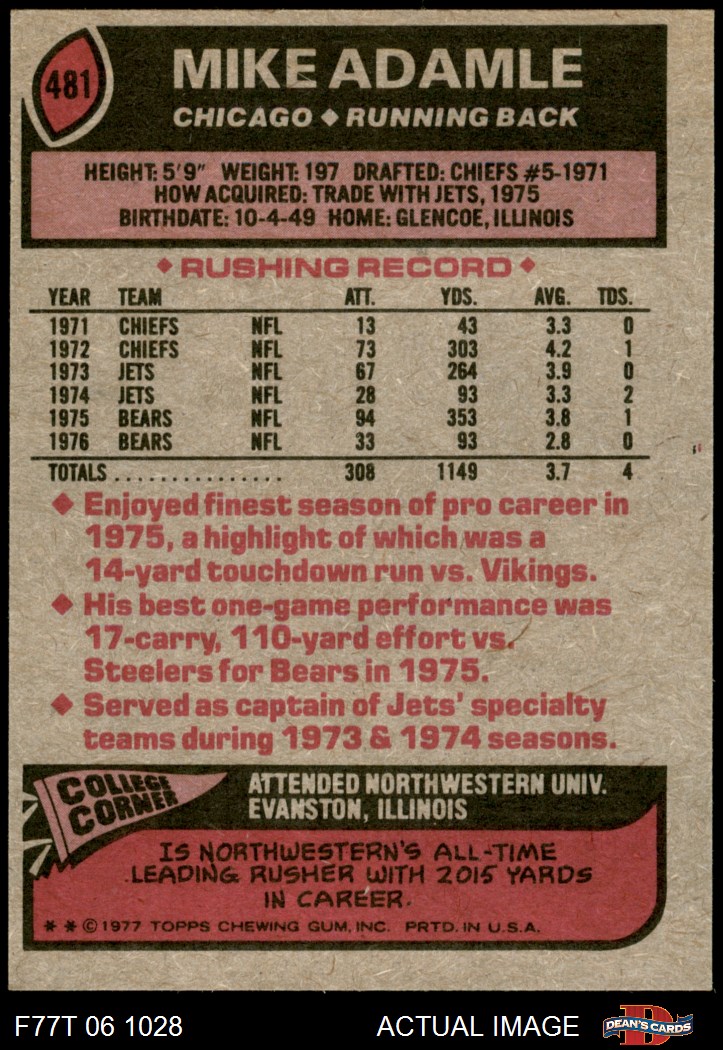 481
MIKE ADAMLE
CHICAGO ◆ RUNNING BACK
HEIGHT: 5'9" WEIGHT: 197 DRAFTED: CHIEFS #5-1971
HOW ACQUIRED: TRADE WITH JETS, 1975
BIRTHDATE: 10-4-49 HOME: GLENCOE, ILLINOIS
◆ RUSHING RECORD ◆
YEAR TEAM ATT. YDS. AVG. TDS.
1971 CHIEFS NFL 13 43 3.3 0
1972 CHIEFS NFL 73 303 4.2 1
1973 JETS NFL 67 264 3.9 0
1974 JETS NFL 28 93 3.3 2
1975 BEARS NFL 94 353 3.8 1
1976 BEARS NFL 33 93 2.8 0
TOTALS................ 308 1149 3.7 4
◆ Enjoyed finest season of pro career in
1975, a highlight of which was a
14-yard touchdown run vs. Vikings.
◆ His best one-game performance was
17-carry, 110-yard effort vs.
Steelers for Bears in 1975.
◆ Served as captain of Jets' specialty
teams during 1973 & 1974 seasons.
COLLEGE
CORNER
ATTENDED NORTHWESTERN UNIV.
EVANSTON, ILLINOIS
IS NORTHWESTERN'S ALL-TIME
LEADING RUSHER WITH 2015 YARDS
IN CAREER.
* * © 1977 TOPPS CHEWING GUM, INC. PRTD. IN U.S.A.
F77T 06 1028 ACTUAL IMAGE
D
DEAN'S CARDS